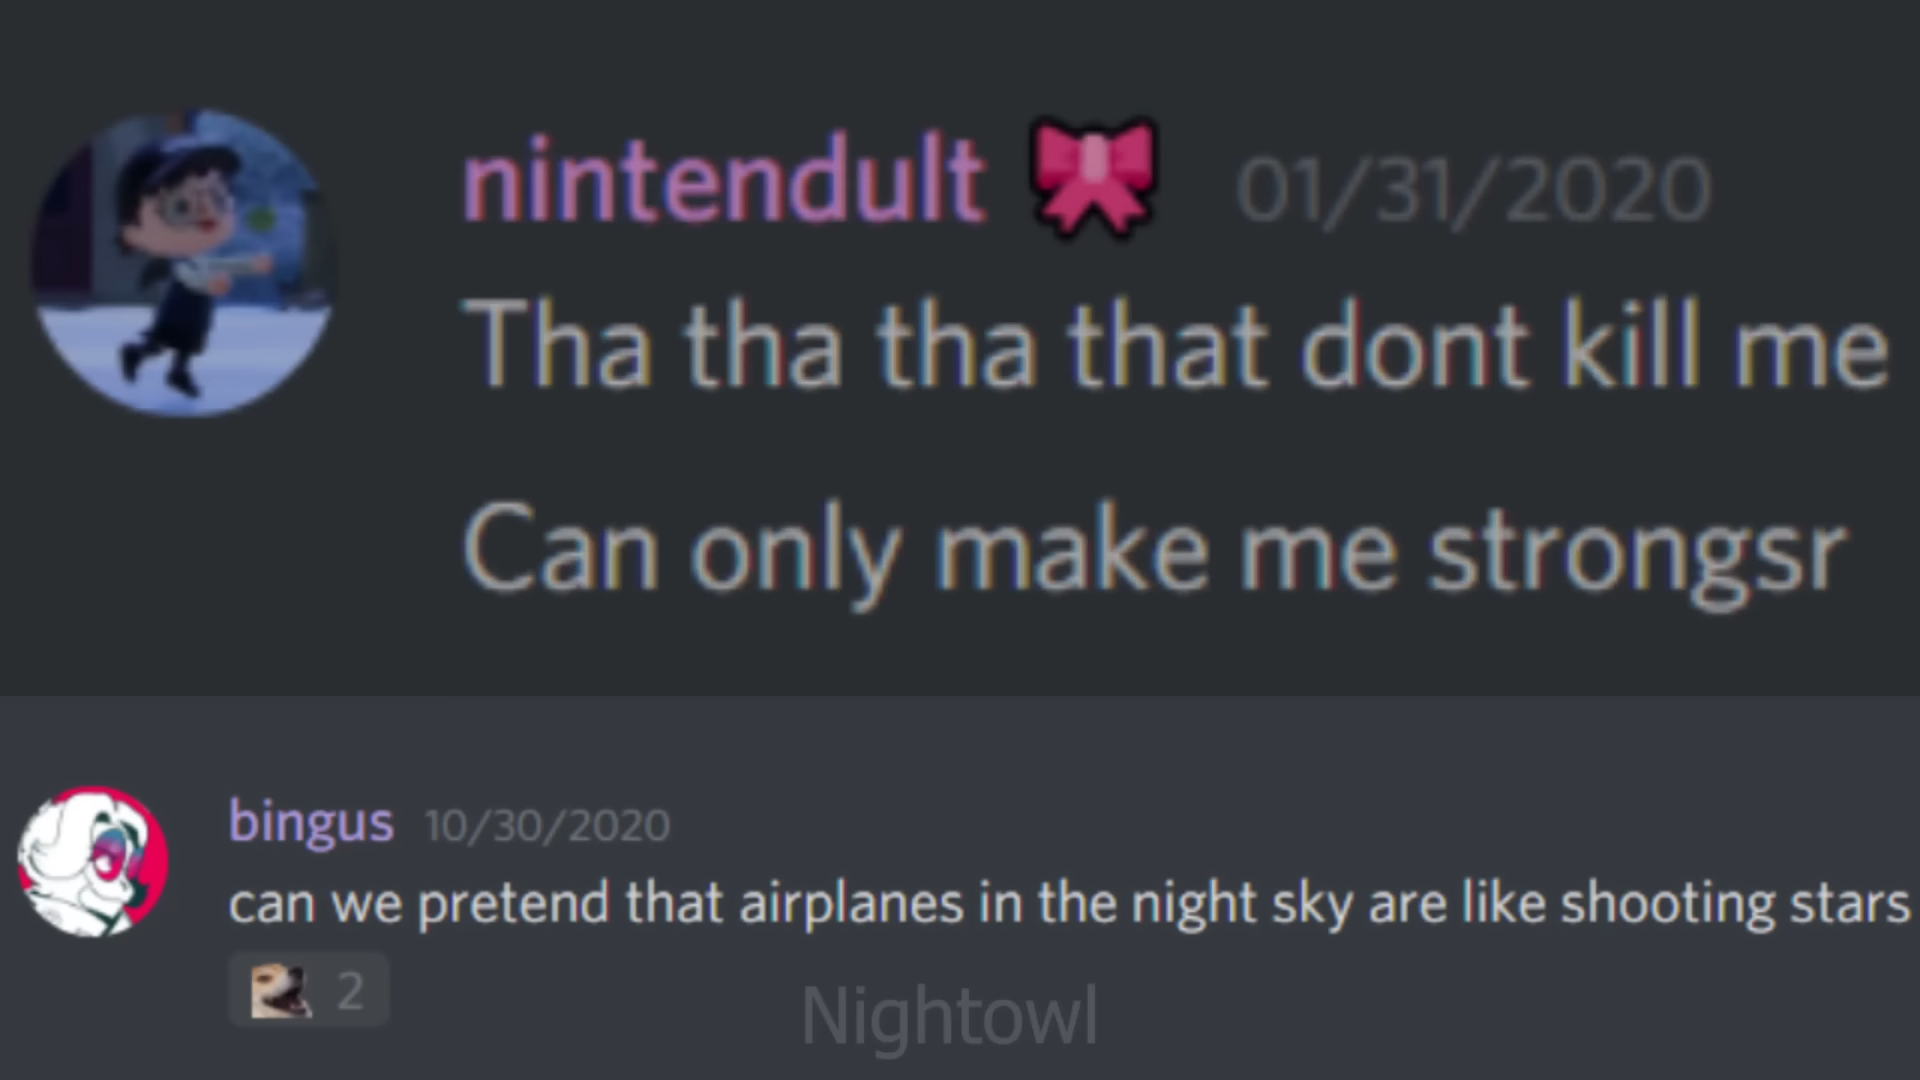 nintendult 🎀 01/31/2020
Tha tha tha that dont kill me
Can only make me strongsr
bingus 10/30/2020
can we pretend that airplanes in the night sky are like shooting stars
2
Nightowl